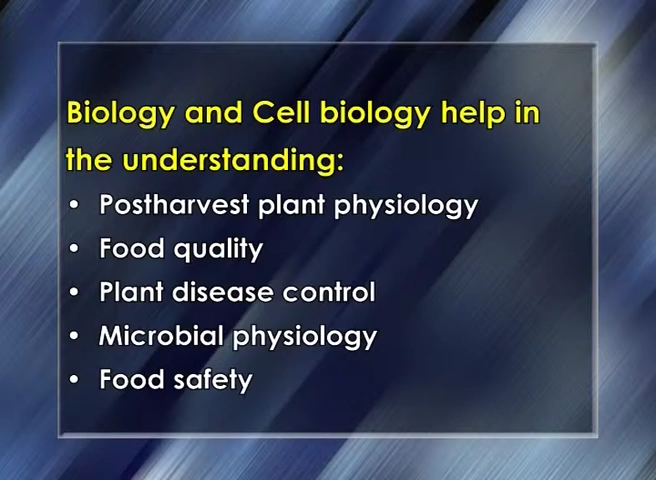 Biology and Cell biology help in
the understanding:
• Postharvest plant physiology
• Food quality
• Plant disease control
• Microbial physiology
• Food safety